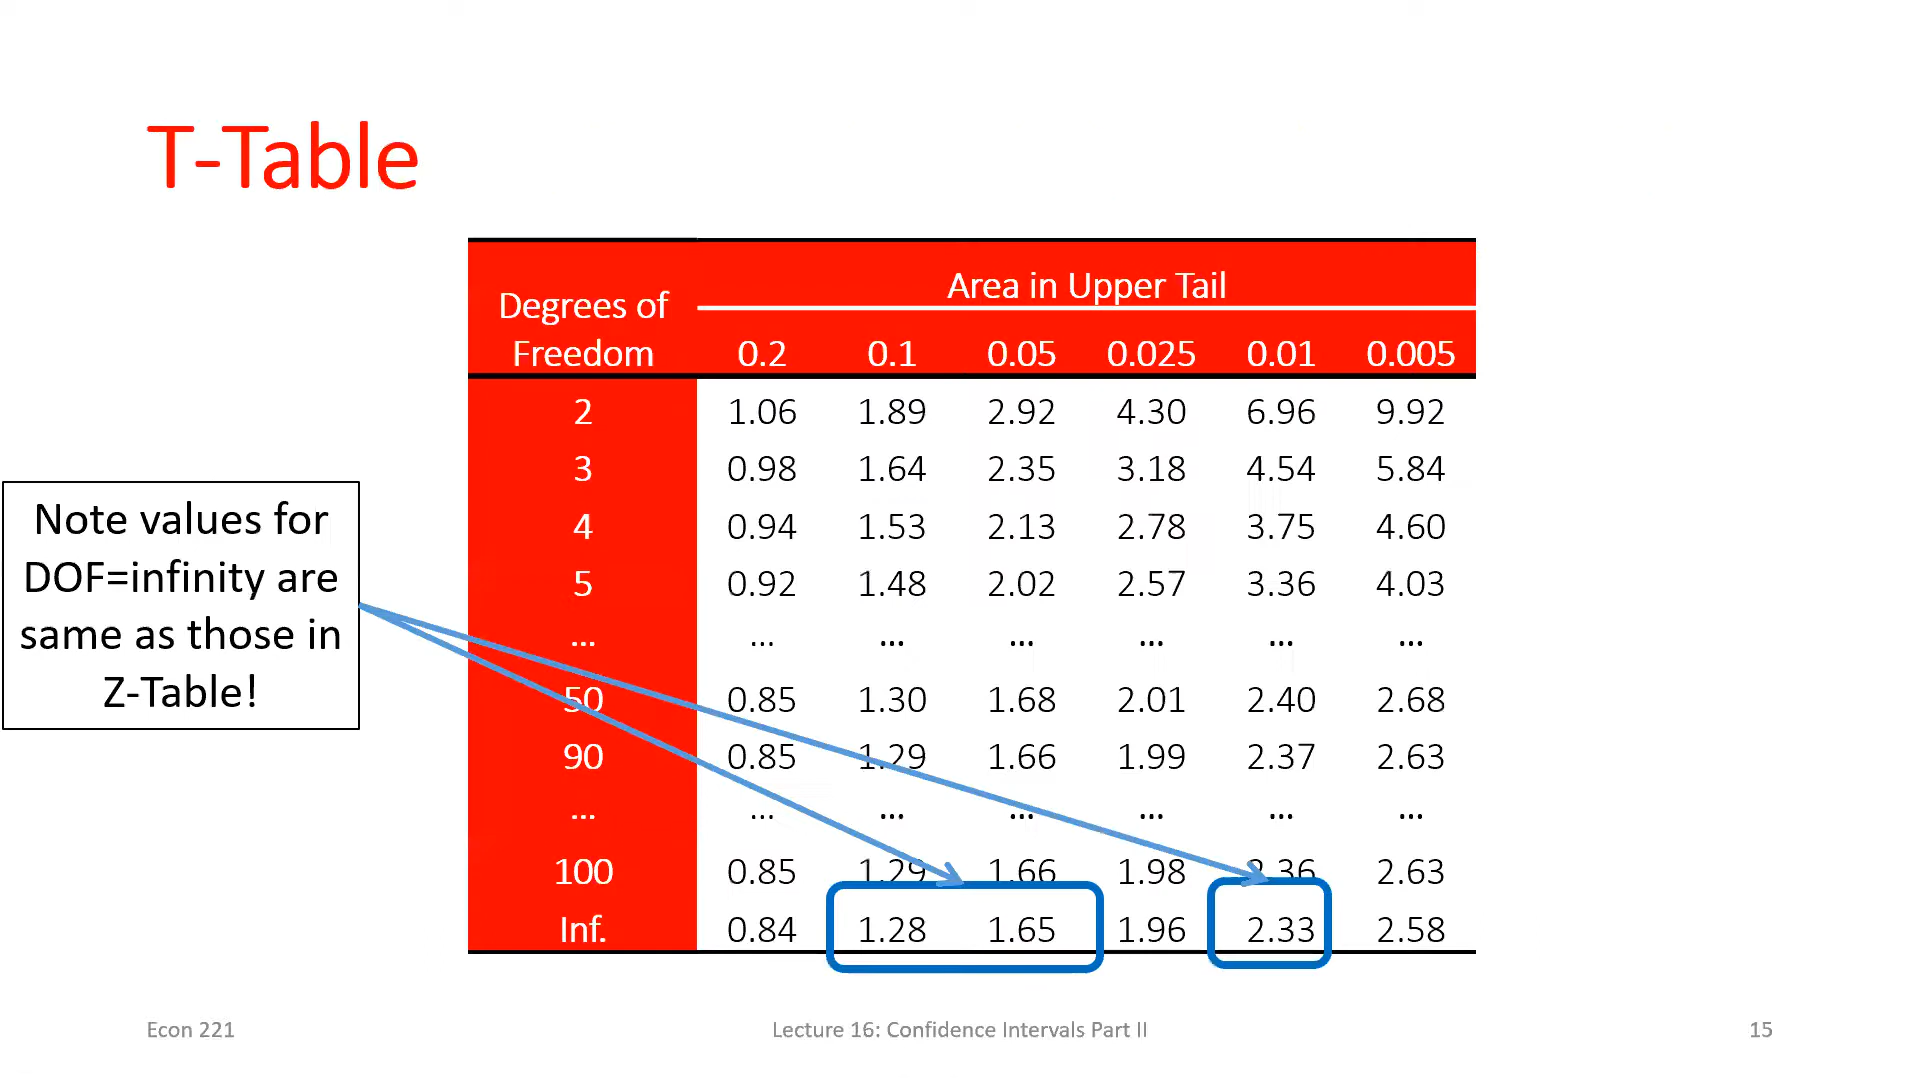 T-Table
Degrees of
Freedom
Area in Upper Tail
0.2 0.1 0.05 0.025 0.01 0.005
2 1.06 1.89 2.92 4.30 6.96 9.92
3 0.98 1.64 2.35 3.18 4.54 5.84
4 0.94 1.53 2.13 2.78 3.75 4.60
5 0.92 1.48 2.02 2.57 3.36 4.03
... ... ... ... ... ... ...
50 0.85 1.30 1.68 2.01 2.40 2.68
90 0.85 1.29 1.66 1.99 2.37 2.63
... ... ... ... ... ... ...
100 0.85 1.29 1.66 1.98 2.36 2.63
Inf. 0.84 1.28 1.65 1.96 2.33 2.58
Note values for
DOF=infinity are
same as those in
Z-Table!
Econ 221
Lecture 16: Confidence Intervals Part II
15